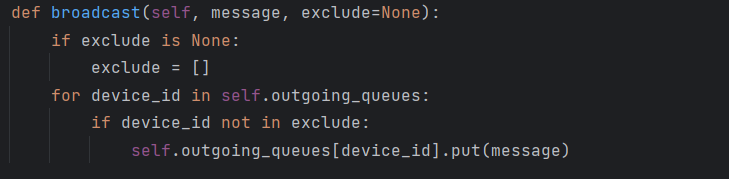 def broadcast(self, message, exclude=None):
    if exclude is None:
        exclude = []
    for device_id in self.outgoing_queues:
        if device_id not in exclude:
            self.outgoing_queues[device_id].put(message)